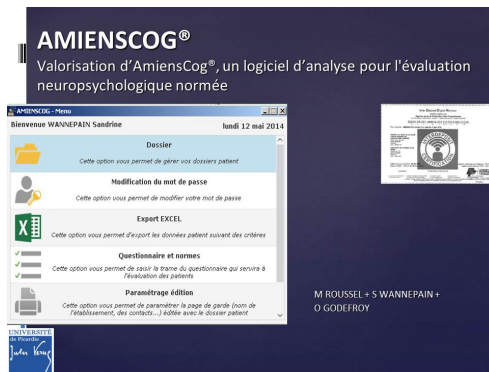 AMIENSCOG®
Valorisation d’AmiensCog®, un logiciel d’analyse pour l'évaluation
neuropsychologique normée
AMIENSCOG - Menu
Bienvenue WANNEPAIN Sandrine
lundi 12 mai 2014
Dossier
Cette option vous permet de gérer vos dossiers patient
Modification du mot de passe
Cette option vous permet de modifier votre mot de passe
Export EXCEL
Cette option vous permet d'export les données patient suivant des critères
Questionnaire et normes
Cette option vous permet de saisir la trame du questionnaire qui servira à
l'évaluation des patients
Paramétrage édition
Cette option vous permet de paramétrer la page de garde (nom de
l'établissement, des contacts...) éditée avec le dossier patient
M ROUSSEL + S WANNEPAIN +
O GODEFROY
UNIVERSITÉ
de Picardie
Jules Verne